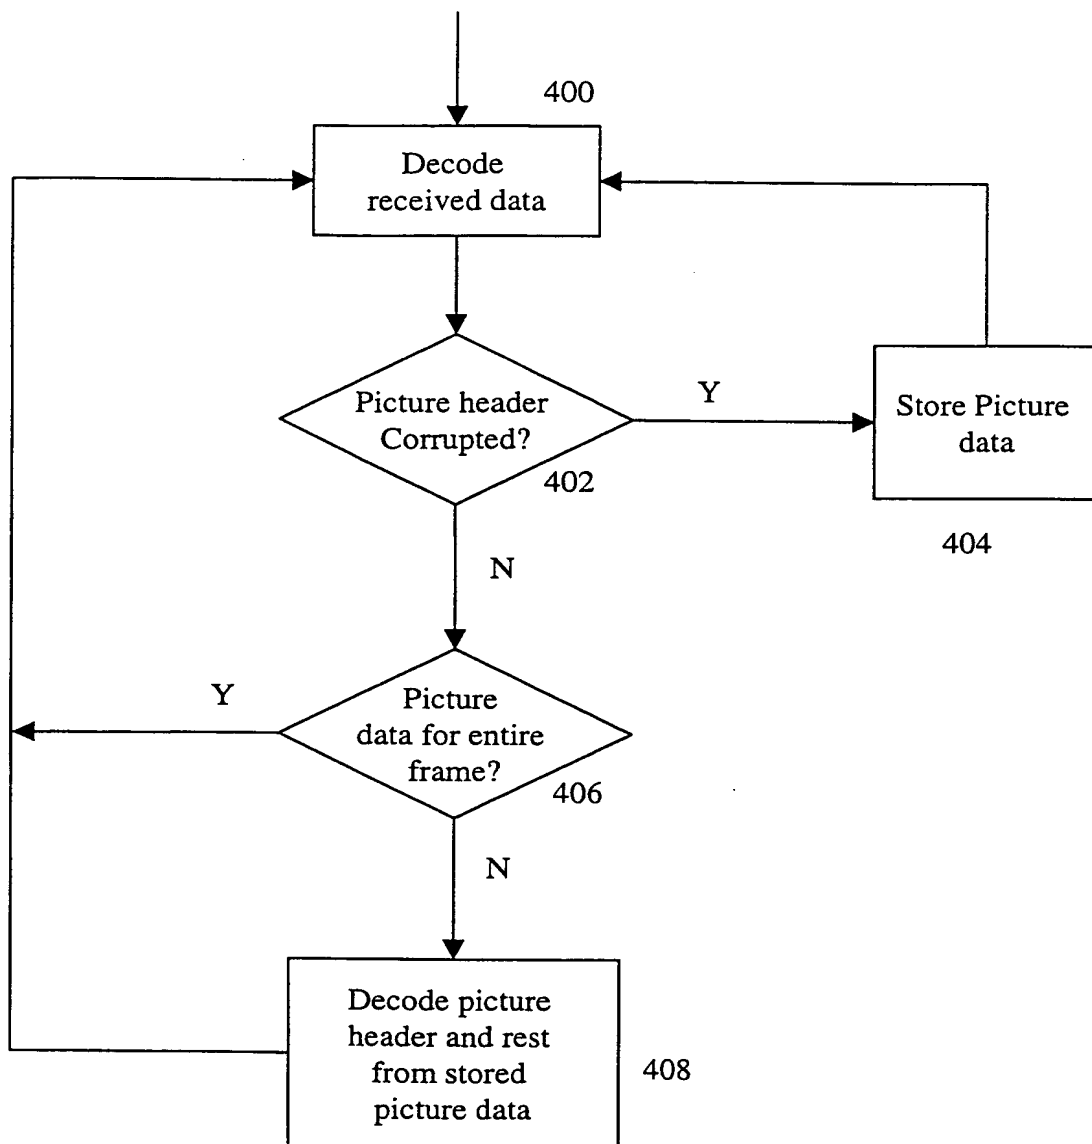 400
Decode
received data
Picture header
Corrupted?
402
Y
Store Picture
data
404
N
Picture
data for entire
frame?
406
Y
N
Decode picture
header and rest
from stored
picture data
408